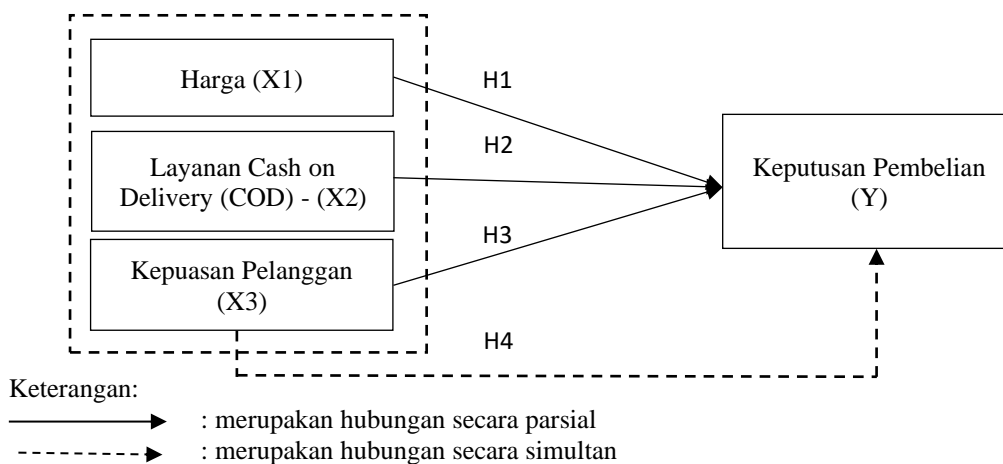 Harga (X1)
Layanan Cash on
Delivery (COD) - (X2)
Kepuasan Pelanggan
(X3)
H1
H2
H3
H4
Keputusan Pembelian
(Y)
Keterangan:
: merupakan hubungan secara parsial
: merupakan hubungan secara simultan